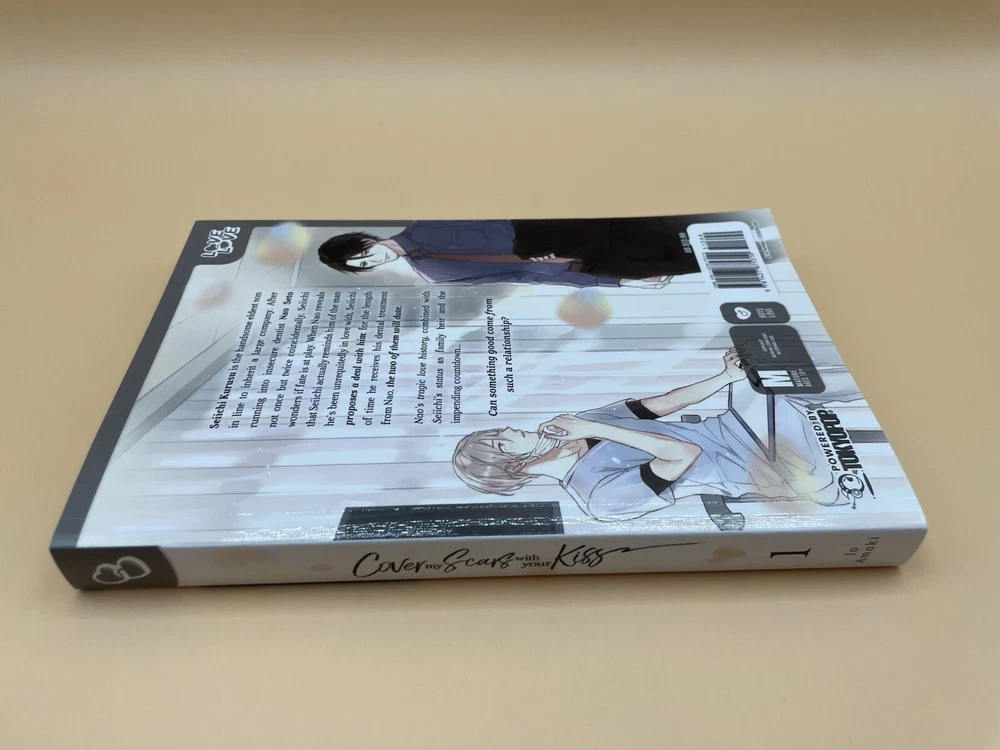 LOVE
LOVE
Seiichi Kurusu is the handsome eldest son
in line to inherit a large company. After
running into insecure dentist Nao Seto
not once but twice coincidentally, Seiichi
wonders if fate is at play. When Nao reveals
that Seiichi actually reminds him of the man
he's been unrequitedly in love with, Seiichi
proposes a deal with him: for the length
of time he receives his dental treatment
from Nao, the two of them will date.
Nao's tragic love history, combined with
Seiichi's status as family heir and the
impending countdown...
Can something good come from
such a relationship?
M
MATURE
AGES 18+
BOYS
LOVE
POWERED BY
TOKYOPOP
Cover my Scars with your Kiss
1
Io
Amaki